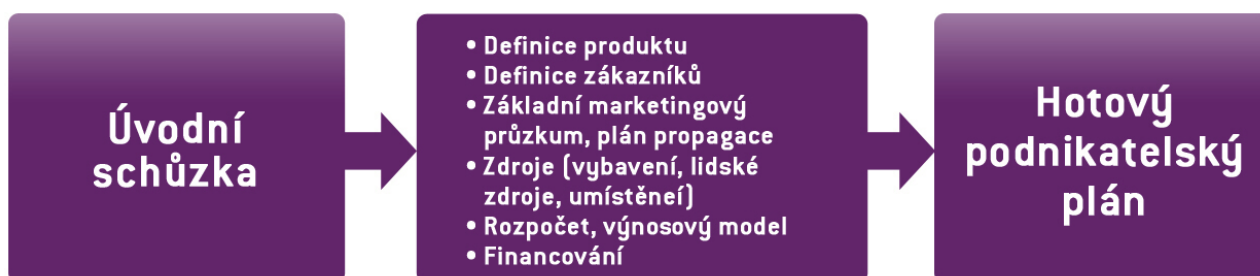 Úvodní
schůzka
• Definice produktu
• Definice zákazníků
• Základní marketingový
průzkum, plán propagace
• Zdroje (vybavení, lidské
zdroje, umístěneí)
• Rozpočet, výnosový model
• Financování
Hotový
podnikatelský
plán